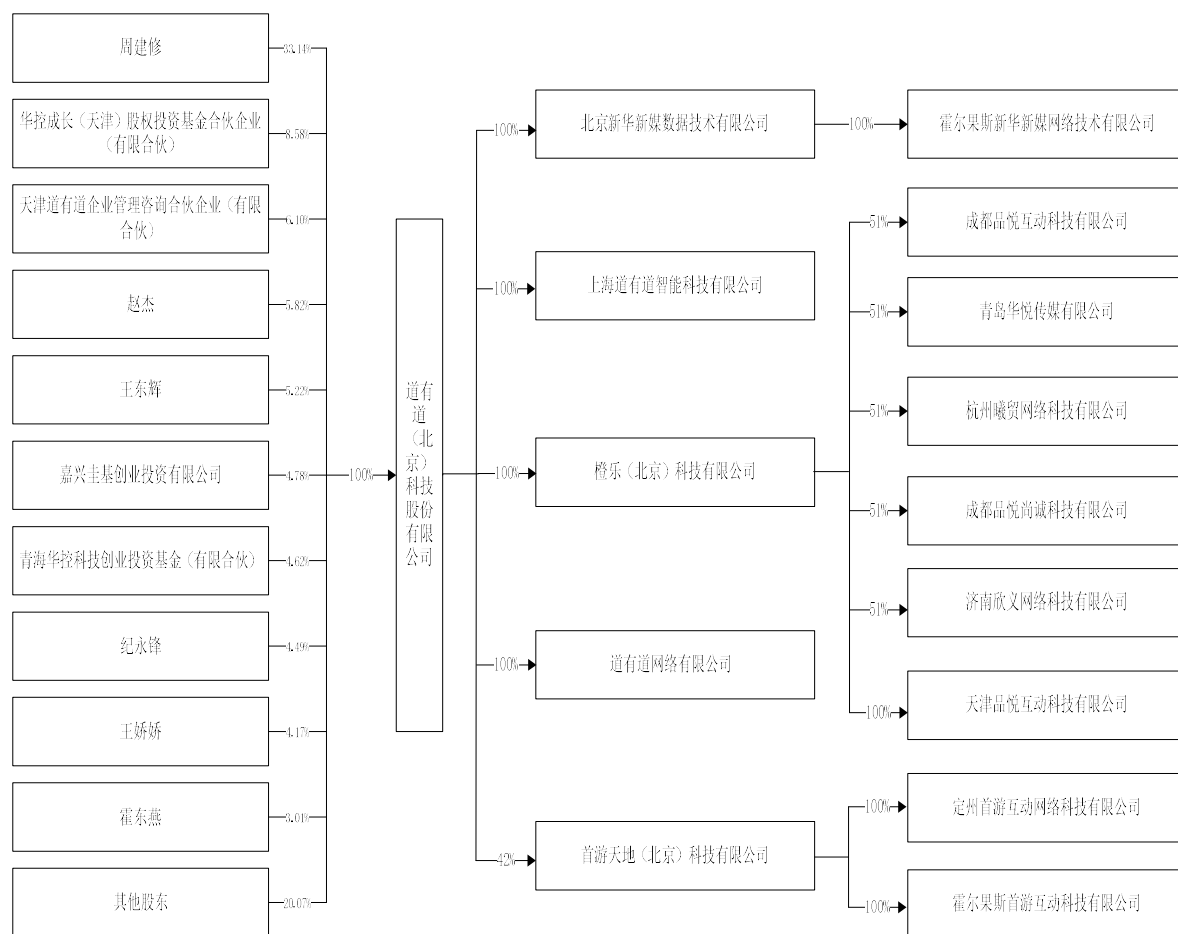 周建修
33.14%
华控成长（天津）股权投资基金合伙企业
（有限合伙）
8.58%
天津道有道企业管理咨询合伙企业（有限
合伙）
6.10%
赵杰
5.82%
王东辉
5.22%
嘉兴圭基创业投资有限公司
4.78%
青海华控科技创业投资基金（有限合伙）
4.62%
纪永锋
4.49%
王娇娇
4.17%
霍东燕
3.01%
其他股东
20.07%
100%
道有
道
（北
京）
科技
股份
有限
公司
100%
北京新华新媒数据技术有限公司
100%
霍尔果斯新华新媒网络技术有限公司
100%
上海道有道智能科技有限公司
100%
橙乐（北京）科技有限公司
51%
成都品悦互动科技有限公司
51%
青岛华悦传媒有限公司
51%
杭州曦贸网络科技有限公司
51%
成都品悦尚诚科技有限公司
51%
济南欣义网络科技有限公司
100%
天津品悦互动科技有限公司
100%
道有道网络有限公司
42%
首游天地（北京）科技有限公司
100%
定州首游互动网络科技有限公司
100%
霍尔果斯首游互动科技有限公司